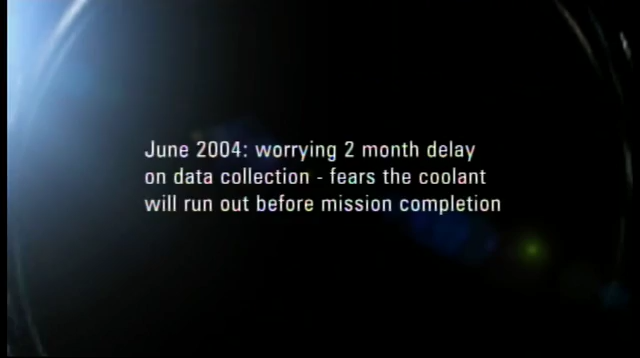 June 2004: worrying 2 month delay
on data collection - fears the coolant
will run out before mission completion